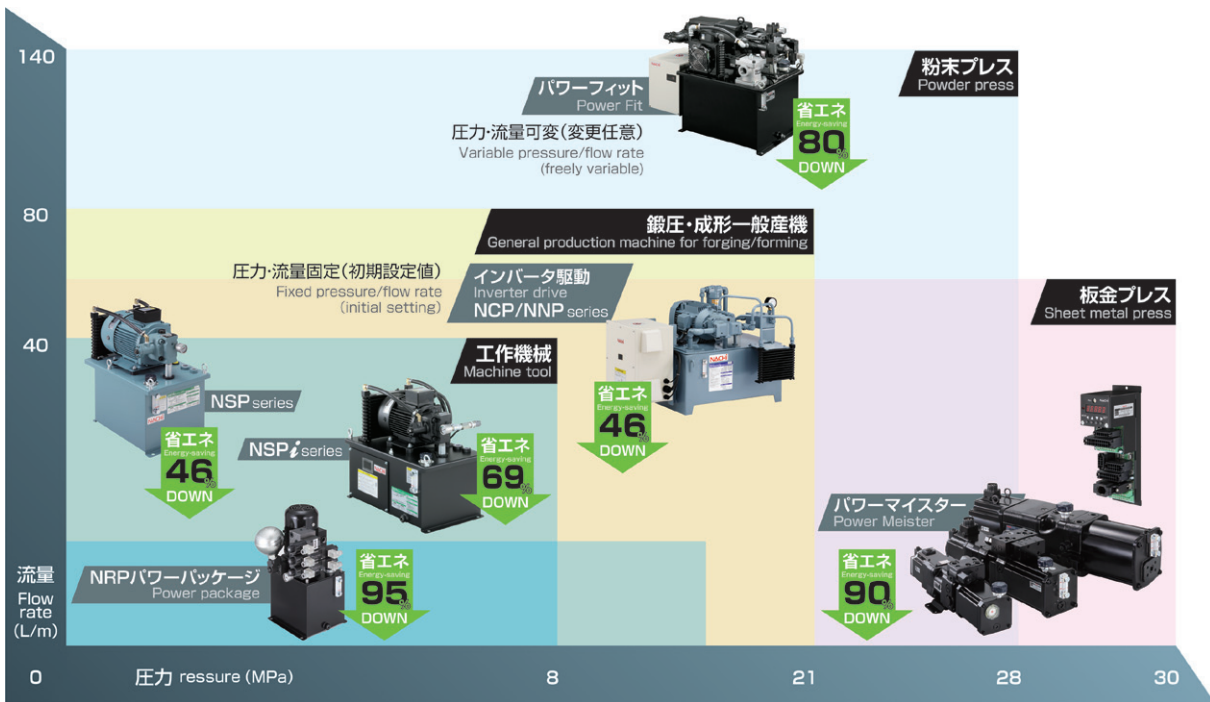 140
粉末プレス
Powder press
パワーフィット
Power Fit
圧力・流量可変(変更任意)
Variable pressure/flow rate
(freely variable)
省エネ
Energy-saving
80%
DOWN
80
鍛圧・成形一般産機
General production machine for forging/forming
圧力・流量固定(初期設定値)
Fixed pressure/flow rate
(initial setting)
インバータ駆動
Inverter drive
NCP/NNP series
板金プレス
Sheet metal press
40
工作機械
Machine tool
NACHI
省エネ
Energy-saving
46%
DOWN
NSP series
NACHI
省エネ
Energy-saving
46%
DOWN
NSPi series
省エネ
Energy-saving
69%
DOWN
パワーマイスター
Power Meister
省エネ
Energy-saving
90%
DOWN
NRPパワーパッケージ
Power package
省エネ
Energy-saving
95%
DOWN
流量
Flow
rate
(L/m)
0
圧力 ressure (MPa)
8
21
28
30